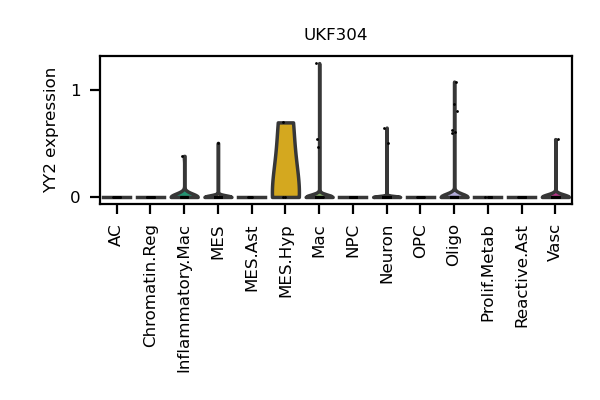 UKF304
YY2 expression
1
0
AC
Chromatin.Reg
Inflammatory.Mac
MES
MES.Ast
MES.Hyp
Mac
NPC
Neuron
OPC
Oligo
Prolif.Metab
Reactive.Ast
Vasc